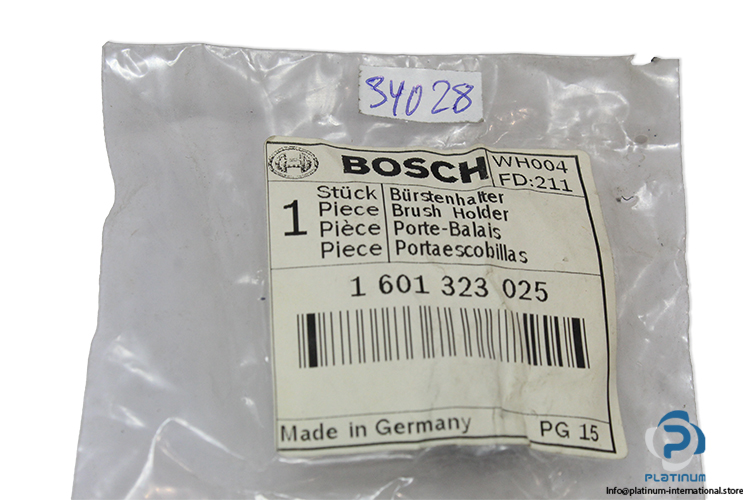 34028
BOSCH
WH004
FD:211
1
Stück
Piece
Pièce
Piece
Bürstenhalter
Brush Holder
Porte-Balais
Portaescobillas
1 601 323 025
Made in Germany
PG 15
PLATINUM
Info@platinum-international.store